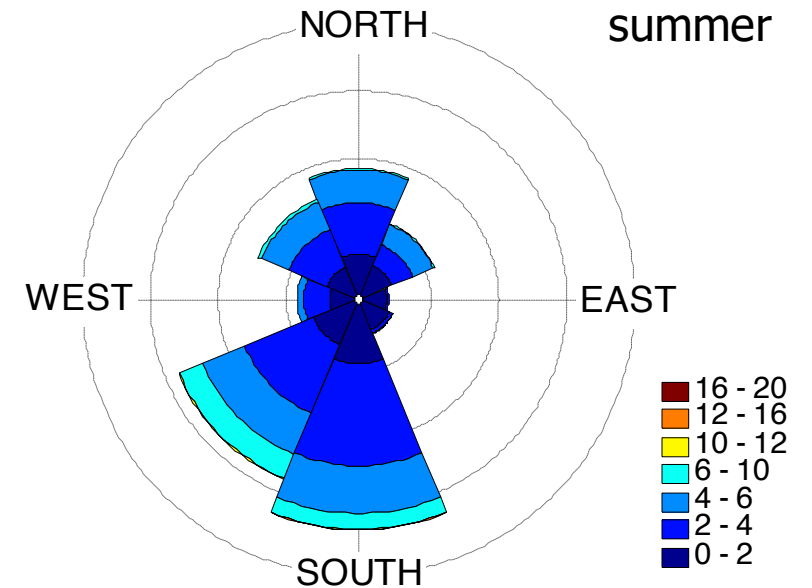 NORTH
summer
WEST
EAST
16 - 20
12 - 16
10 - 12
6 - 10
4 - 6
2 - 4
0 - 2
SOUTH